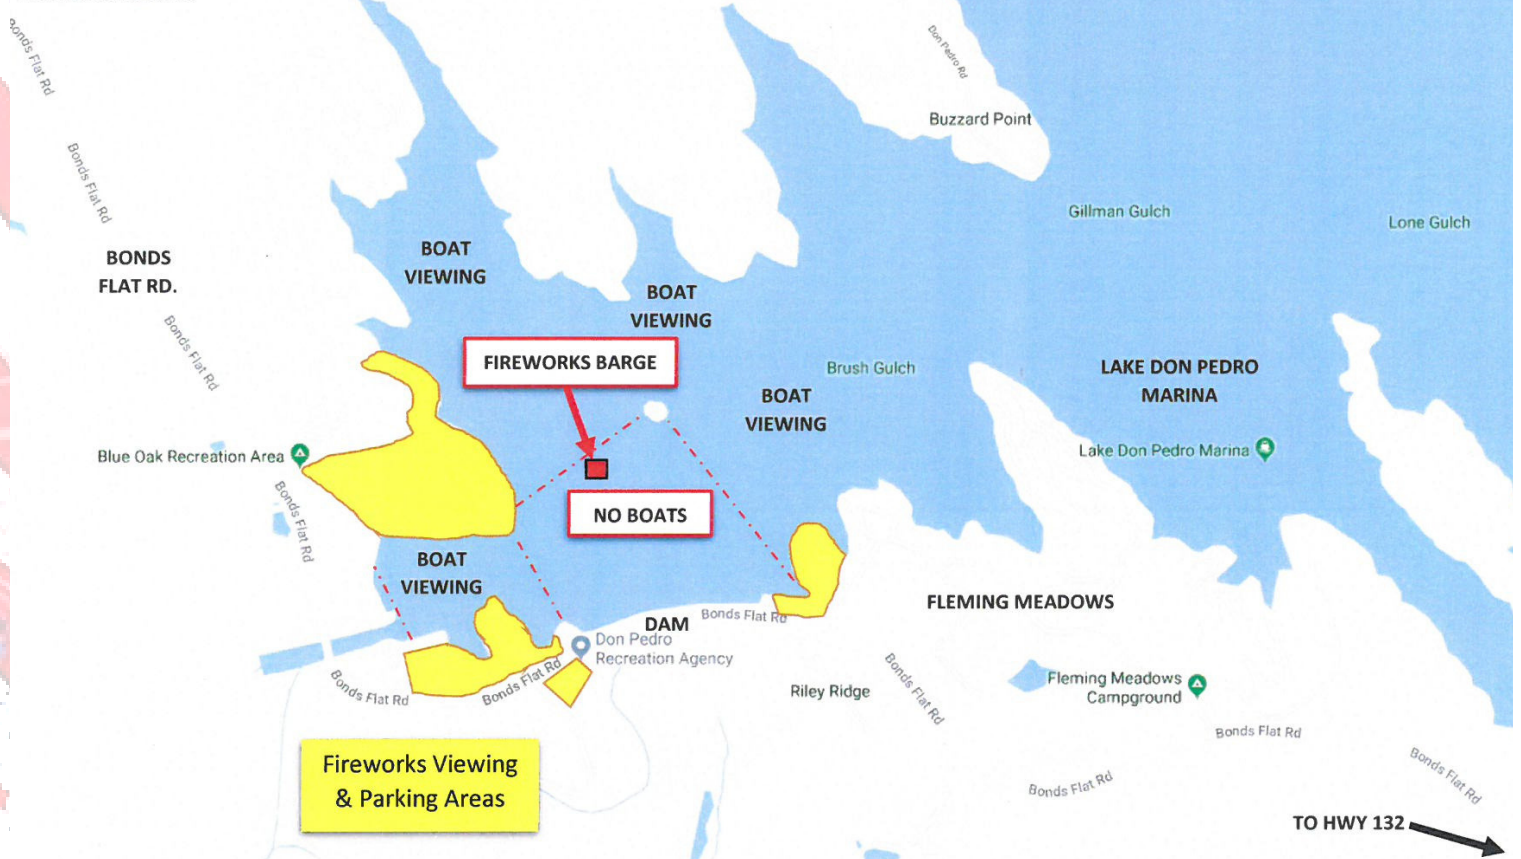 Bonds Flat Rd
Don Pedro Rd
Buzzard Point
Bonds Flat Rd
Gillman Gulch
Lone Gulch
BONDS
FLAT RD.
BOAT
VIEWING
BOAT
VIEWING
Bonds Flat Rd
FIREWORKS BARGE
Brush Gulch
BOAT
VIEWING
LAKE DON PEDRO
MARINA
Lake Don Pedro Marina
Blue Oak Recreation Area
Bonds Flat Rd
NO BOATS
BOAT
VIEWING
FLEMING MEADOWS
DAM
Bonds Flat Rd
Don Pedro
Recreation Agency
Bonds Flat Rd
Bonds Flat Rd
Riley Ridge
Bonds Flat Rd
Fleming Meadows
Campground
Bonds Flat Rd
Bonds Flat Rd
Bonds Flat Rd
Fireworks Viewing
& Parking Areas
TO HWY 132